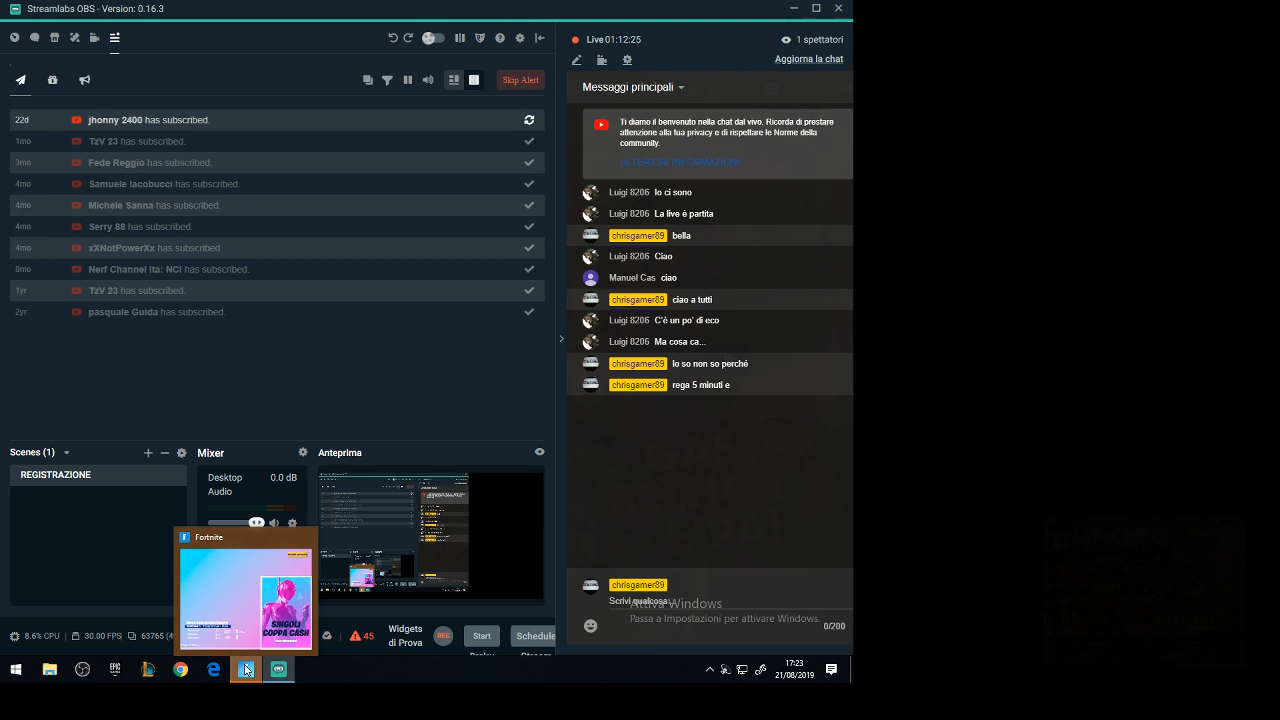 Streamlabs OBS - Version: 0.16.3
Live 01:12:25
1 spettatori
Aggiorna la chat
Skip Alert
Messaggi principali
22d jhonny 2400 has subscribed.
1mo TzV 23 has subscribed.
3mo Fede Reggio has subscribed.
4mo Samuele Iacobucci has subscribed.
4mo Michele Sanna has subscribed.
4mo Serry 88 has subscribed.
4mo xXNotPowerXx has subscribed.
8mo Nerf Channel Ita: NCI has subscribed.
1yr TzV 23 has subscribed.
2yr pasquale Guida has subscribed.
Ti diamo il benvenuto nella chat dal vivo. Ricorda di prestare
attenzione alla tua privacy e di rispettare le Norme della
community.
ULTERIORI INFORMAZIONI
Luigi 8206 Io ci sono
Luigi 8206 La live è partita
chrisgamer89 bella
Luigi 8206 Ciao
Manuel Cas ciao
chrisgamer89 ciao a tutti
Luigi 8206 C'è un po' di eco
Luigi 8206 Ma cosa ca...
chrisgamer89 Io so non so perché
chrisgamer89 rega 5 minuti e
Scenes (1)
Mixer
Anteprima
REGISTRAZIONE
Desktop
Audio
0.0 dB
Fortnite
SINGOLI
COPPA CASH
chrisgamer89
Scrivi qualcosa
Attiva Windows
Passa a Impostazioni per attivare Windows.
0/200
8.6% CPU
45
Widgets
di Prova
REC
Start
Schedule
17:23
21/08/2019